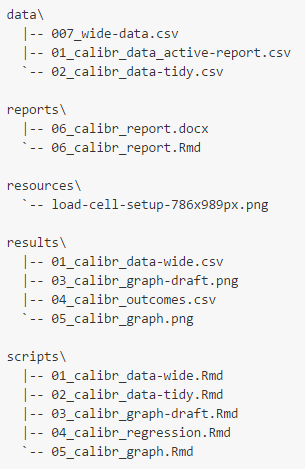 data\
|-- 007_wide-data.csv
|-- 01_calibr_data_active-report.csv
`-- 02_calibr_data-tidy.csv
reports\
|-- 06_calibr_report.docx
`-- 06_calibr_report.Rmd
resources\
`-- load-cell-setup-786x989px.png
results\
|-- 01_calibr_data-wide.csv
|-- 03_calibr_graph-draft.png
|-- 04_calibr_outcomes.csv
`-- 05_calibr_graph.png
scripts\
|-- 01_calibr_data-wide.Rmd
|-- 02_calibr_data-tidy.Rmd
|-- 03_calibr_graph-draft.Rmd
|-- 04_calibr_regression.Rmd
`-- 05_calibr_graph.Rmd